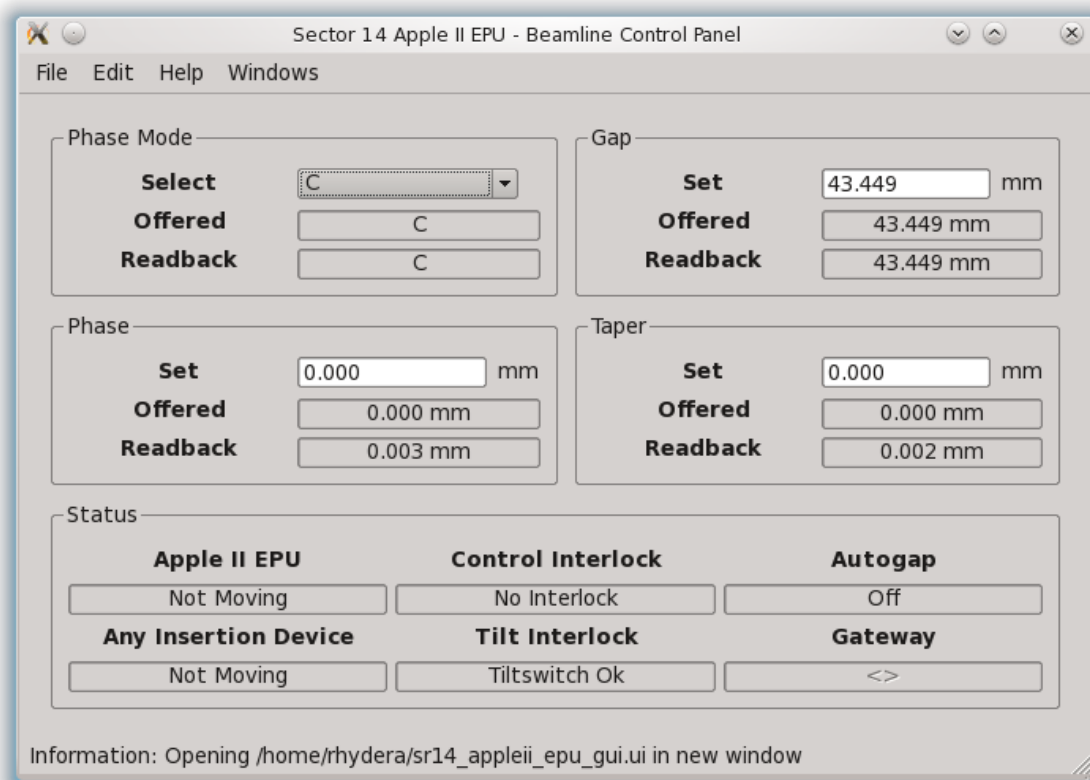 Sector 14 Apple II EPU - Beamline Control Panel
File Edit Help Windows
Phase Mode
Select C
Offered C
Readback C
Gap
Set 43.449 mm
Offered 43.449 mm
Readback 43.449 mm
Phase
Set 0.000 mm
Offered 0.000 mm
Readback 0.003 mm
Taper
Set 0.000 mm
Offered 0.000 mm
Readback 0.002 mm
Status
Apple II EPU Control Interlock Autogap
Not Moving No Interlock Off
Any Insertion Device Tilt Interlock Gateway
Not Moving Tiltswitch Ok <>
Information: Opening /home/rhydera/sr14_appleii_epu_gui.ui in new window